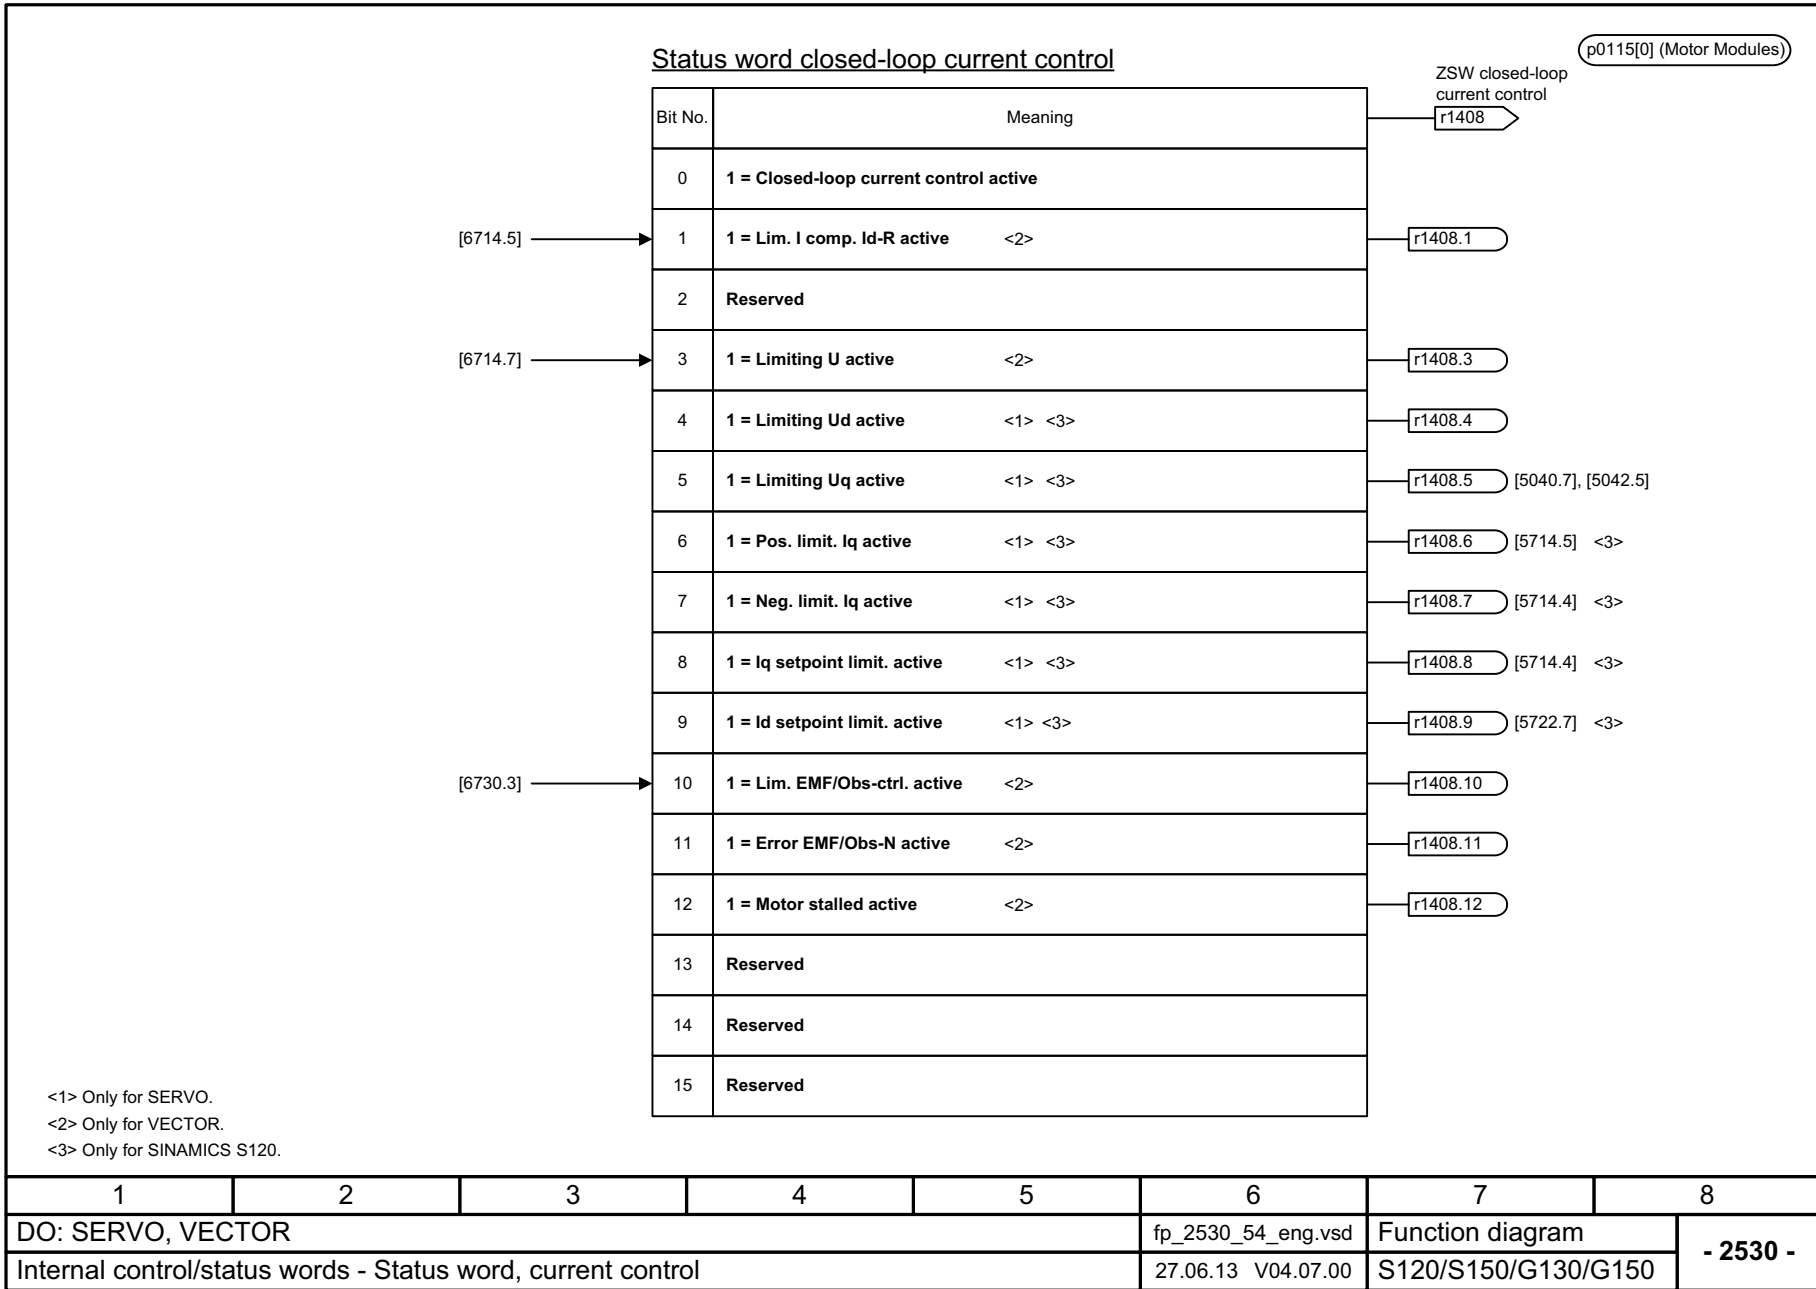 Status word closed-loop current control
p0115[0] (Motor Modules)
ZSW closed-loop
current control
Bit No. Meaning r1408
0 1 = Closed-loop current control active
[6714.5] 1 1 = Lim. I comp. Id-R active <2> r1408.1
2 Reserved
[6714.7] 3 1 = Limiting U active <2> r1408.3
4 1 = Limiting Ud active <1> <3> r1408.4
5 1 = Limiting Uq active <1> <3> r1408.5 [5040.7], [5042.5]
6 1 = Pos. limit. Iq active <1> <3> r1408.6 [5714.5] <3>
7 1 = Neg. limit. Iq active <1> <3> r1408.7 [5714.4] <3>
8 1 = Iq setpoint limit. active <1> <3> r1408.8 [5714.4] <3>
9 1 = Id setpoint limit. active <1> <3> r1408.9 [5722.7] <3>
[6730.3] 10 1 = Lim. EMF/Obs-ctrl. active <2> r1408.10
11 1 = Error EMF/Obs-N active <2> r1408.11
12 1 = Motor stalled active <2> r1408.12
13 Reserved
14 Reserved
15 Reserved
<1> Only for SERVO.
<2> Only for VECTOR.
<3> Only for SINAMICS S120.
1 2 3 4 5 6 7 8
DO: SERVO, VECTOR fp_2530_54_eng.vsd Function diagram - 2530 -
Internal control/status words - Status word, current control 27.06.13 V04.07.00 S120/S150/G130/G150